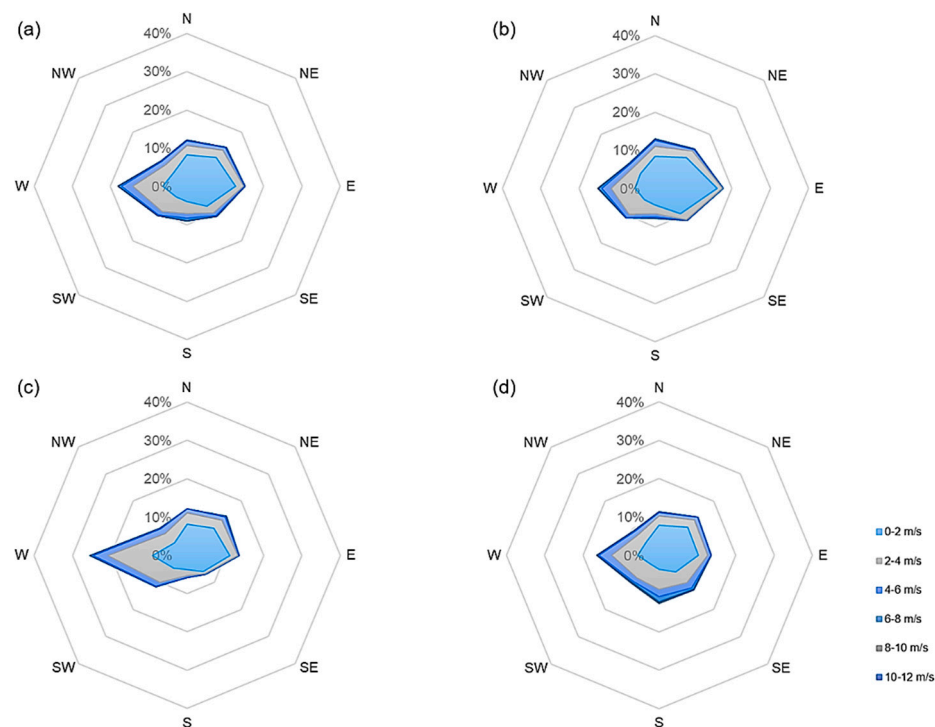 (a)
N
40%
30%
20%
10%
0%
NW
NE
W
E
SW
SE
S
(b)
N
40%
30%
20%
10%
0%
NW
NE
W
E
SW
SE
S
(c)
N
40%
30%
20%
10%
0%
NW
NE
W
E
SW
SE
S
(d)
N
40%
30%
20%
10%
0%
NW
NE
W
E
SW
SE
S
0-2 m/s
2-4 m/s
4-6 m/s
6-8 m/s
8-10 m/s
10-12 m/s